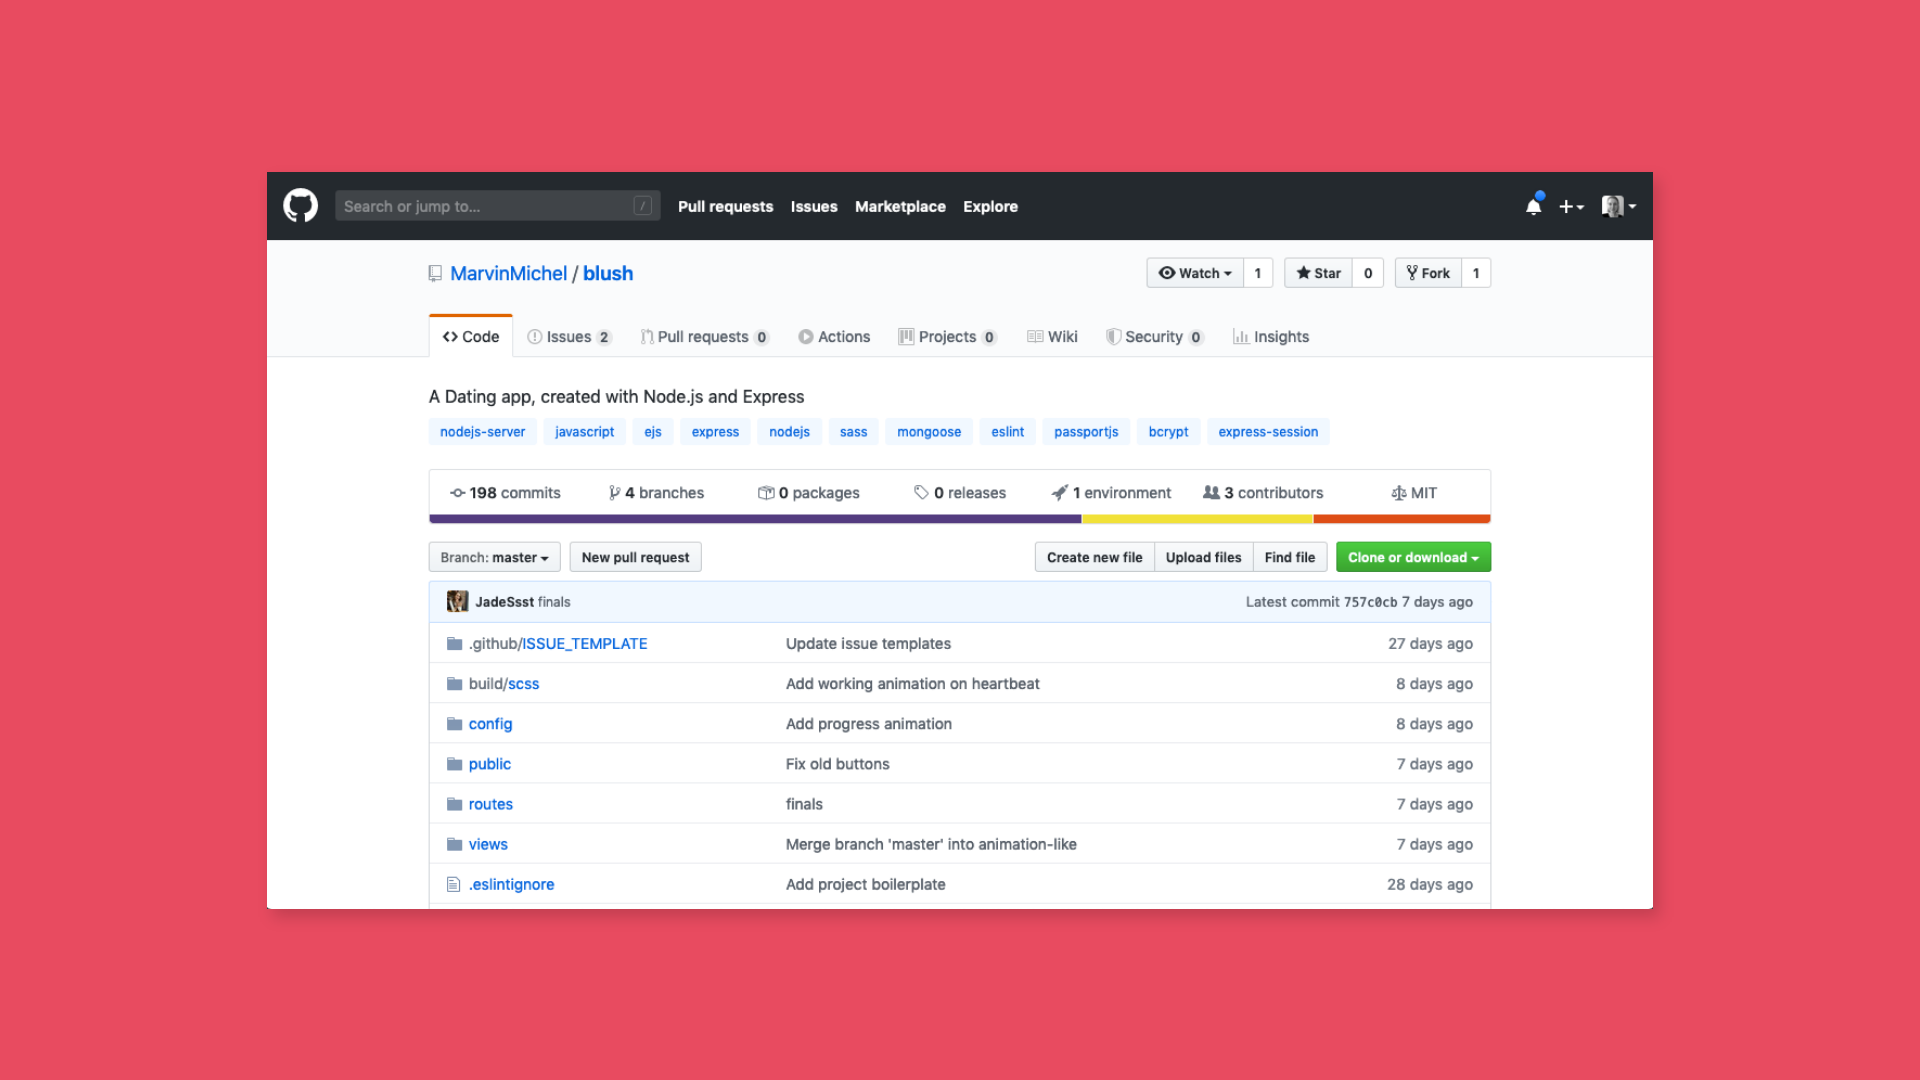 Search or jump to... / Pull requests Issues Marketplace Explore
MarvinMichel / blush Watch 1 Star 0 Fork 1
Code Issues 2 Pull requests 0 Actions Projects 0 Wiki Security 0 Insights
A Dating app, created with Node.js and Express
nodejs-server javascript ejs express nodejs sass mongoose eslint passportjs bcrypt express-session
198 commits 4 branches 0 packages 0 releases 1 environment 3 contributors MIT
Branch: master New pull request Create new file Upload files Find file Clone or download
JadeSsst finals Latest commit 757c0cb 7 days ago
.github/ISSUE_TEMPLATE Update issue templates 27 days ago
build/scss Add working animation on heartbeat 8 days ago
config Add progress animation 8 days ago
public Fix old buttons 7 days ago
routes finals 7 days ago
views Merge branch 'master' into animation-like 7 days ago
.eslintignore Add project boilerplate 28 days ago